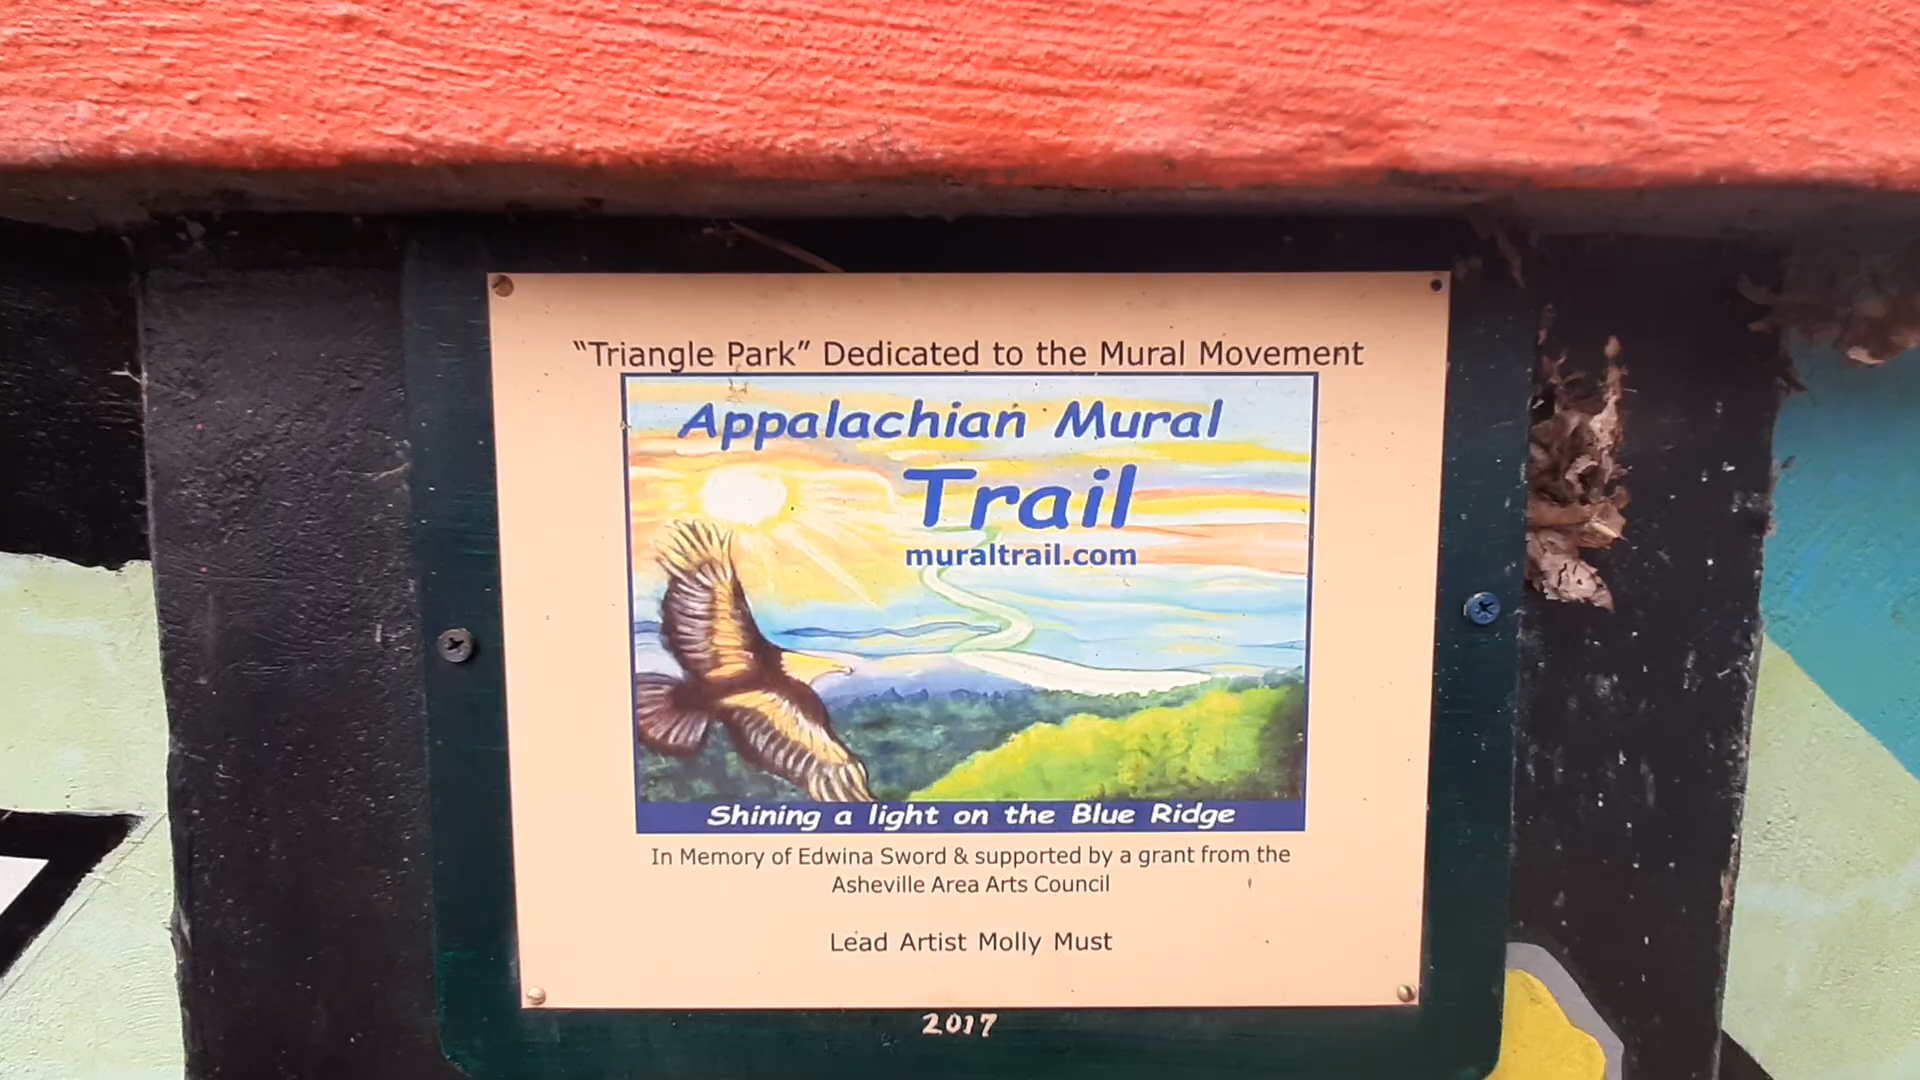 “Triangle Park” Dedicated to the Mural Movement
Appalachian Mural
Trail
muraltrail.com
Shining a light on the Blue Ridge
In Memory of Edwina Sword & supported by a grant from the
Asheville Area Arts Council
Lead Artist Molly Must
2017